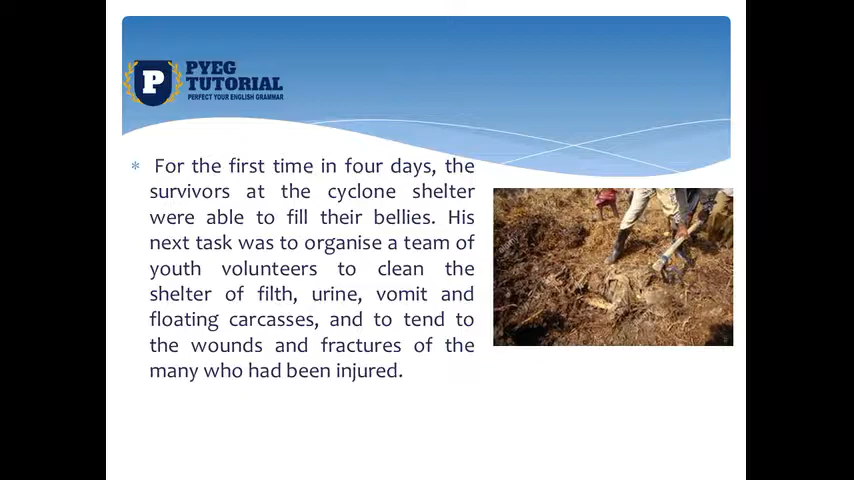 P
PYEG
TUTORIAL
PERFECT YOUR ENGLISH GRAMMAR
* For the first time in four days, the
survivors at the cyclone shelter
were able to fill their bellies. His
next task was to organise a team of
youth volunteers to clean the
shelter of filth, urine, vomit and
floating carcasses, and to tend to
the wounds and fractures of the
many who had been injured.